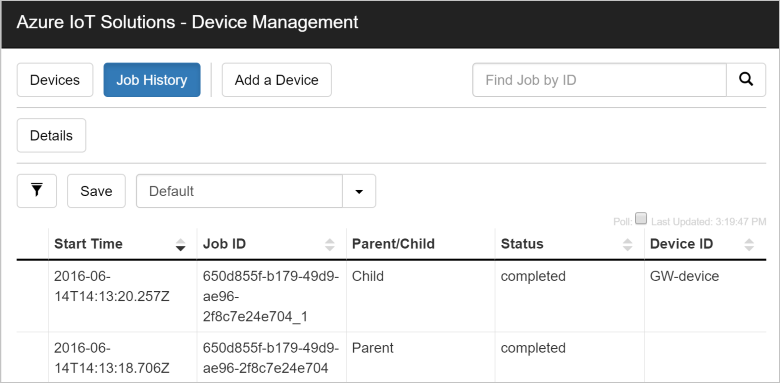 Azure IoT Solutions - Device Management
Devices Job History Add a Device Find Job by ID
Details
Save Default
Poll: Last Updated: 3:19:47 PM
Start Time Job ID Parent/Child Status Device ID
2016-06- 650d855f-b179-49d9- Child completed GW-device
14T14:13:20.257Z ae96-
2f8c7e24e704_1
2016-06- 650d855f-b179-49d9- Parent completed
14T14:13:18.706Z ae96-2f8c7e24e704